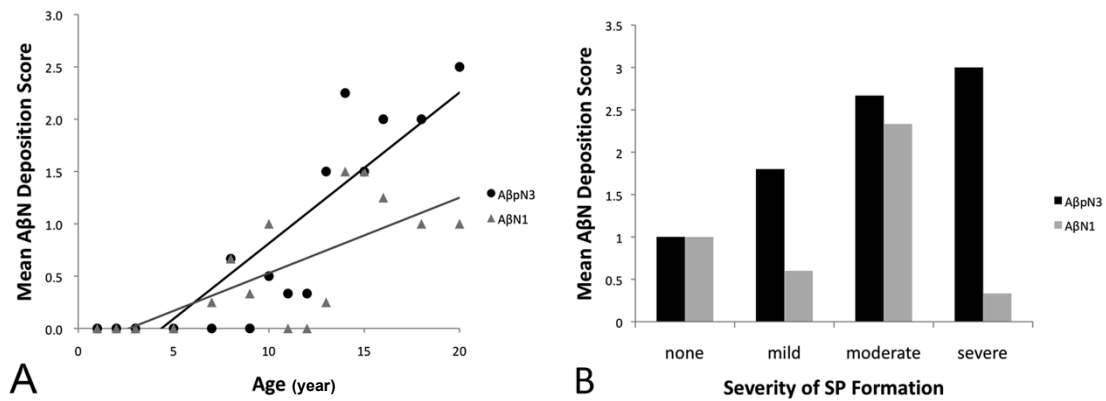 Mean AβN Deposition Score
3.0
2.5
2.0
1.5
1.0
0.5
0.0
0
5
10
15
20
AβpN3
AβN1
A
Age (year)
Mean AβN Deposition Score
3.5
3
2.5
2
1.5
1
0.5
0
none
mild
moderate
severe
AβpN3
AβN1
B
Severity of SP Formation